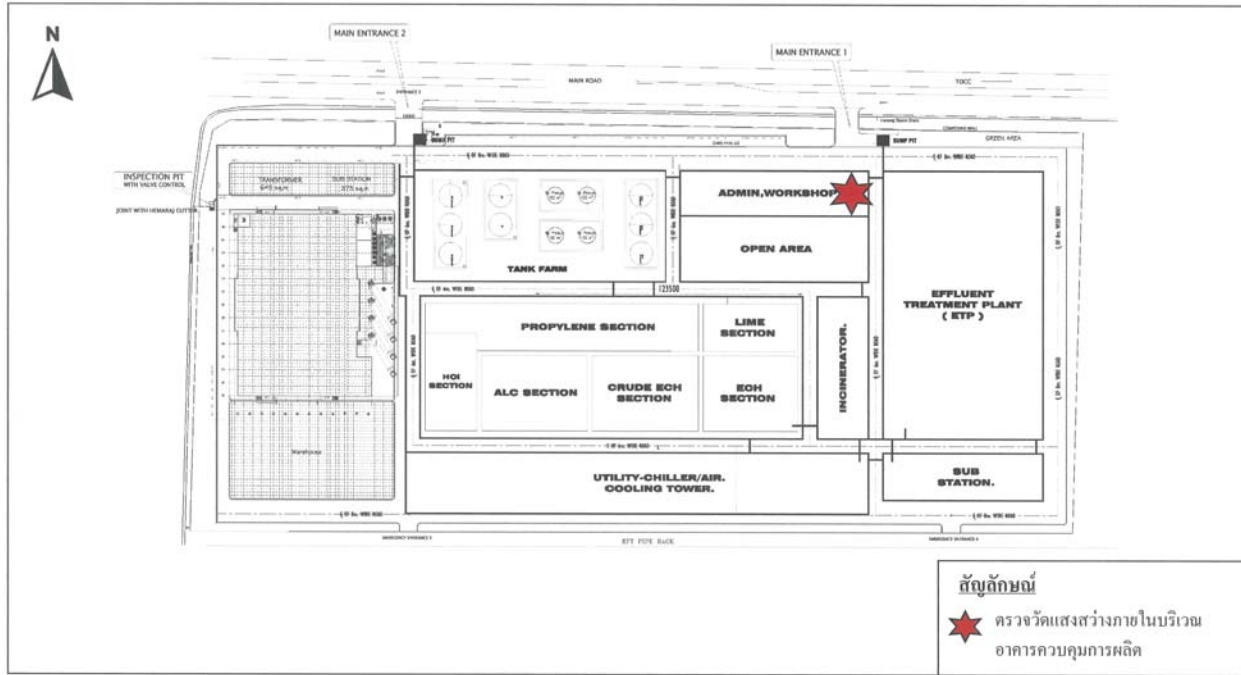 N
MAIN ENTRANCE 2
MAIN ENTRANCE 1
MAIN ROAD
TOCC
GREEN AREA
SUMP PIT
SUMP PIT
INSPECTION PIT
WITH VALVE CONTROL
JOINT WITH HEMARAJ GUTTER
TRANSFORMER
SUB STATION
ADMIN,WORKSHOP
OPEN AREA
TANK FARM
123500
EFFLUENT
TREATMENT PLANT
( ETP )
PROPYLENE SECTION
LIME
SECTION
HOI
SECTION
ALC SECTION
CRUDE ECH
SECTION
ECH
SECTION
INCINERATOR.
Warehouse
UTILITY-CHILLER/AIR.
COOLING TOWER.
SUB
STATION.
EFT PIPE RACK
สัญลักษณ์
ตรวจวัดแสงสว่างภายในบริเวณ
อาคารควบคุมการผลิต